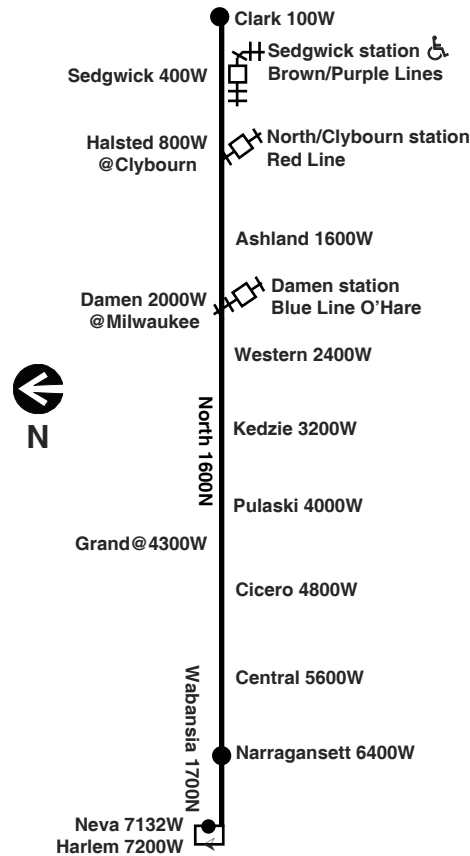 Clark 100W
Sedgwick station
Brown/Purple Lines
Sedgwick 400W
Halsted 800W
@Clybourn
North/Clybourn station
Red Line
Ashland 1600W
Damen station
Blue Line O'Hare
Damen 2000W
@Milwaukee
Western 2400W
N
North 1600N
Kedzie 3200W
Pulaski 4000W
Grand@4300W
Cicero 4800W
Central 5600W
Wabansia 1700N
Narragansett 6400W
Neva 7132W
Harlem 7200W